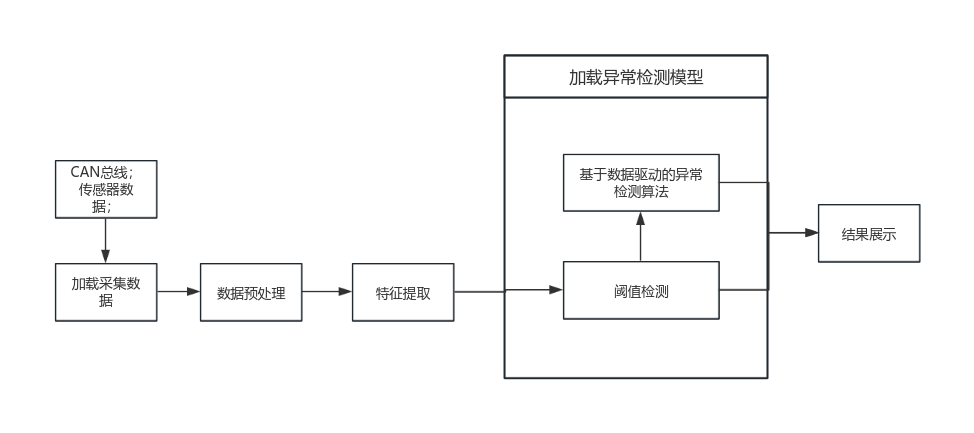 加载异常检测模型
CAN总线；
传感器数
据；
基于数据驱动的异常
检测算法
结果展示
加载采集数
据
数据预处理
特征提取
阈值检测